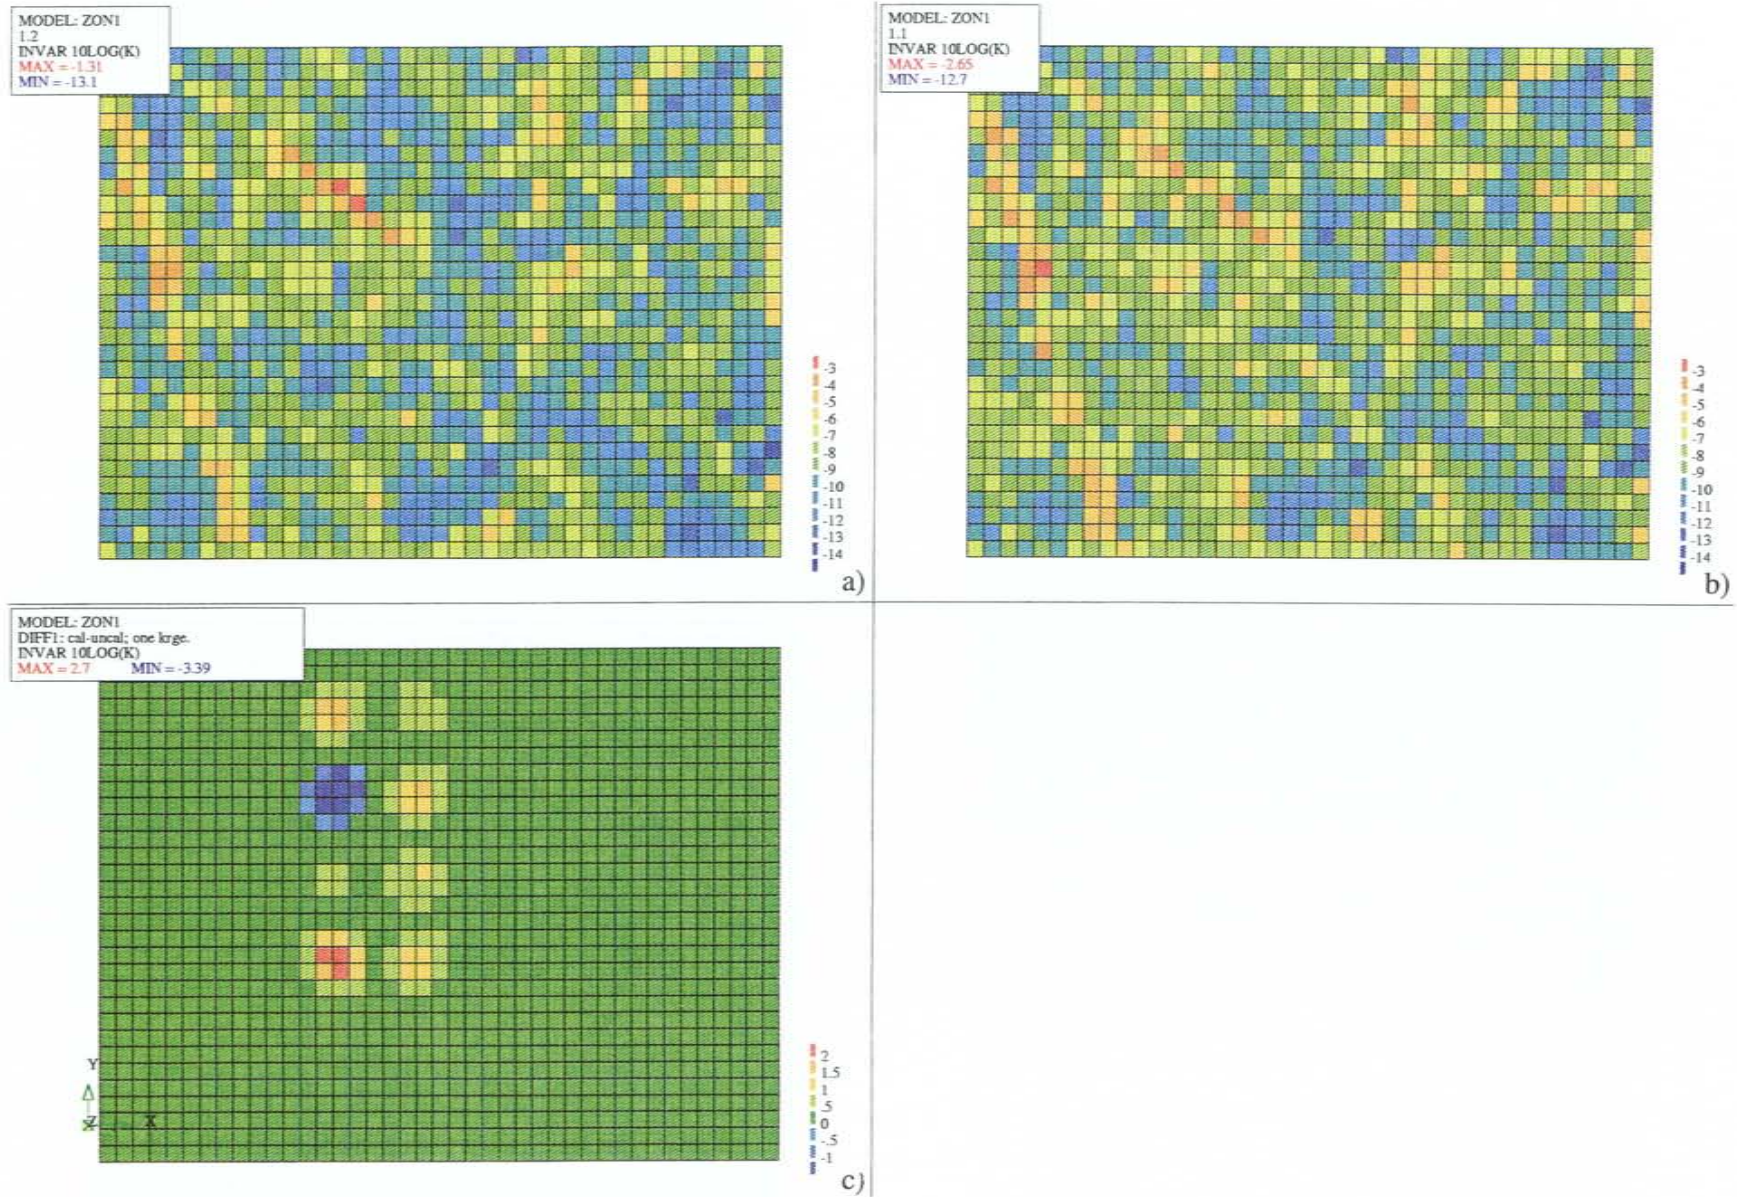 MODEL: ZON1
1.2
INVAR 10LOG(K)
MAX = -1.31
MIN = -13.1
-3
-4
-5
-6
-7
-8
-9
-10
-11
-12
-13
-14
a)
MODEL: ZON1
1.1
INVAR 10LOG(K)
MAX = -2.65
MIN = -12.7
-3
-4
-5
-6
-7
-8
-9
-10
-11
-12
-13
-14
b)
MODEL: ZON1
DIFF1: cal-uncal; one krge.
INVAR 10LOG(K)
MAX = 2.7 MIN = -3.39
Y
Z X
2
1.5
1
.5
0
-.5
-1
c)